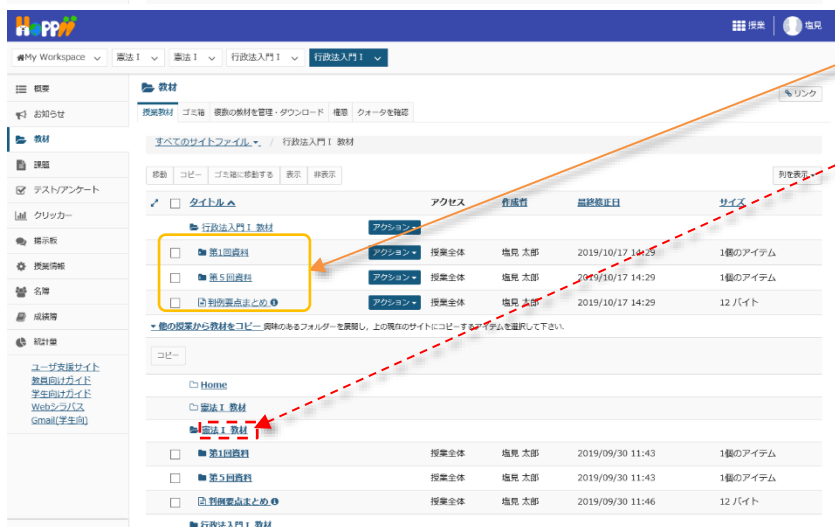 Hoppii 授業 塩見
My Workspace 憲法 I 憲法 I 行政法入門 I 行政法入門 I
概要
お知らせ
教材
課題
テスト/アンケート
クリッカー
掲示板
授業情報
名簿
成績簿
統計量
ユーザ支援サイト
教員向けガイド
学生向けガイド
Webシラバス
Gmail(学生向)
教材
リンク
授業教材 ゴミ箱 複数の教材を管理・ダウンロード 権限 クォータを確認
すべてのサイトファイル / 行政法入門 I 教材
移動 コピー ゴミ箱に移動する 表示 非表示 列を表示
タイトル アクセス 作成者 最終修正日 サイズ
行政法入門 I 教材 アクション
第1回資料 アクション 授業全体 塩見 太郎 2019/10/17 14:29 1個のアイテム
第５回資料 アクション 授業全体 塩見 太郎 2019/10/17 14:29 1個のアイテム
判例要点まとめ アクション 授業全体 塩見 太郎 2019/10/17 14:29 12 バイト
他の授業から教材をコピー 興味のあるフォルダーを展開し，上の現在のサイトにコピーするアイテムを選択して下さい．
コピー
Home
憲法 I 教材
憲法 I 教材
第1回資料 授業全体 塩見 太郎 2019/09/30 11:43 1個のアイテム
第５回資料 授業全体 塩見 太郎 2019/09/30 11:43 1個のアイテム
判例要点まとめ 授業全体 塩見 太郎 2019/09/30 11:46 12 バイト
行政法入門 I 教材